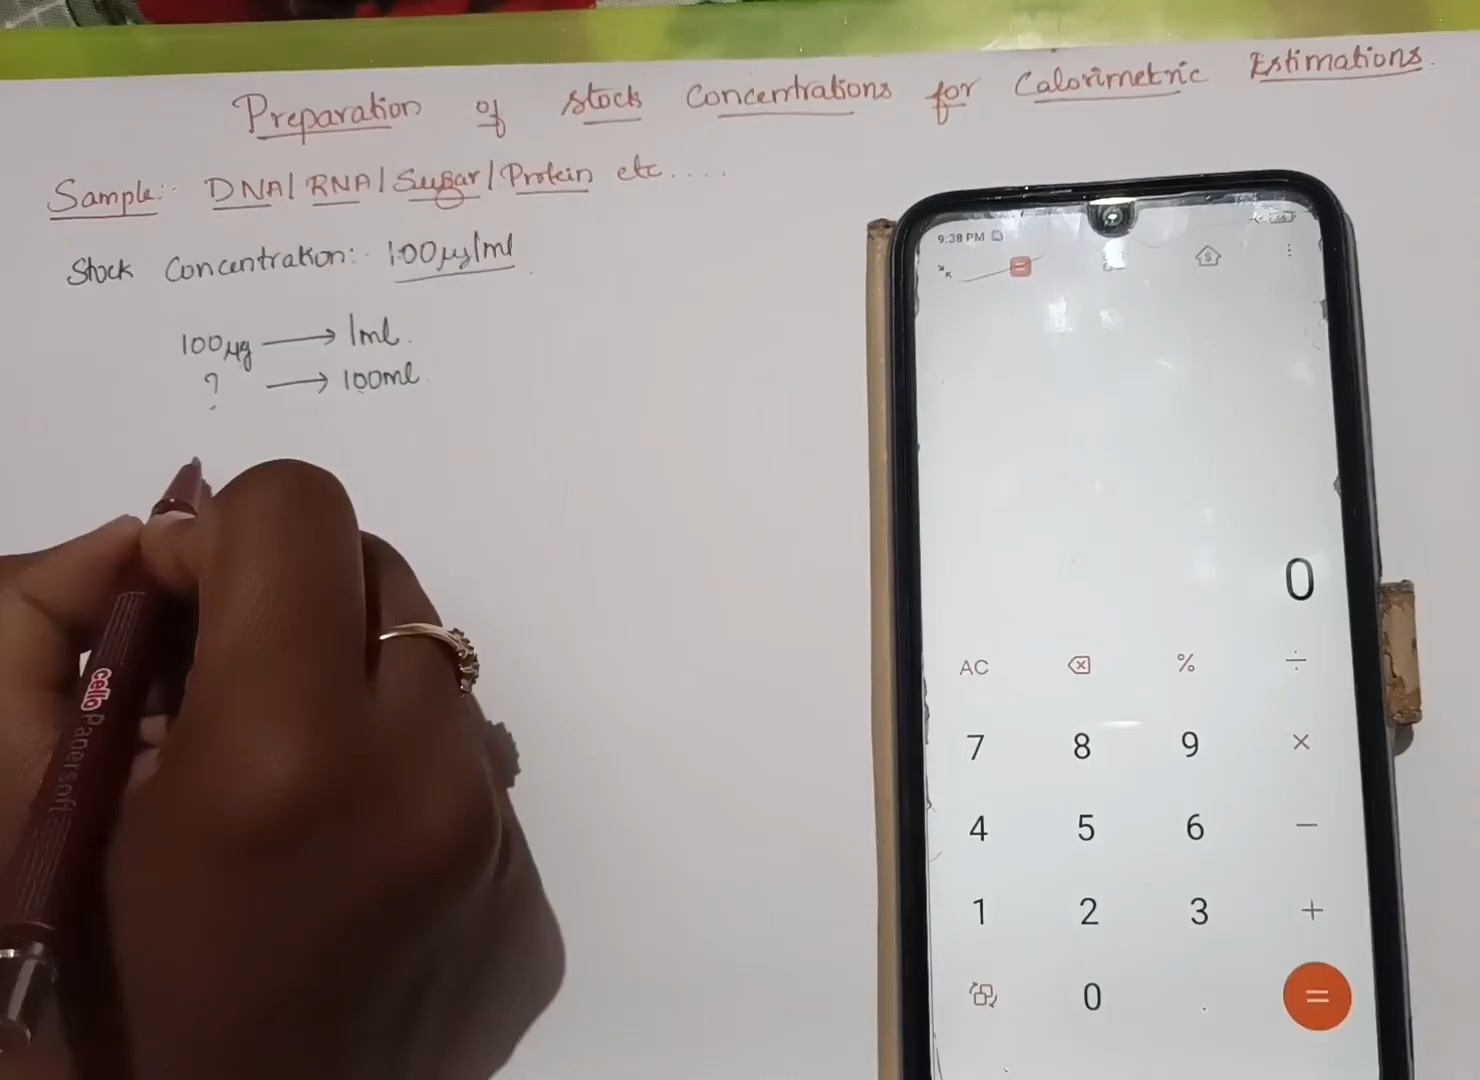 Preparation of stock Concentrations for Calorimetric Estimations.
Sample:- DNA/ RNA/ Sugar/ Protein etc.....
Stock Concentration:- 100μg/ml
100μg → 1ml.
? → 100ml.
cello Papersoft
9:38 PM
0
AC % ÷
7 8 9 ×
4 5 6 −
1 2 3 +
0 . =